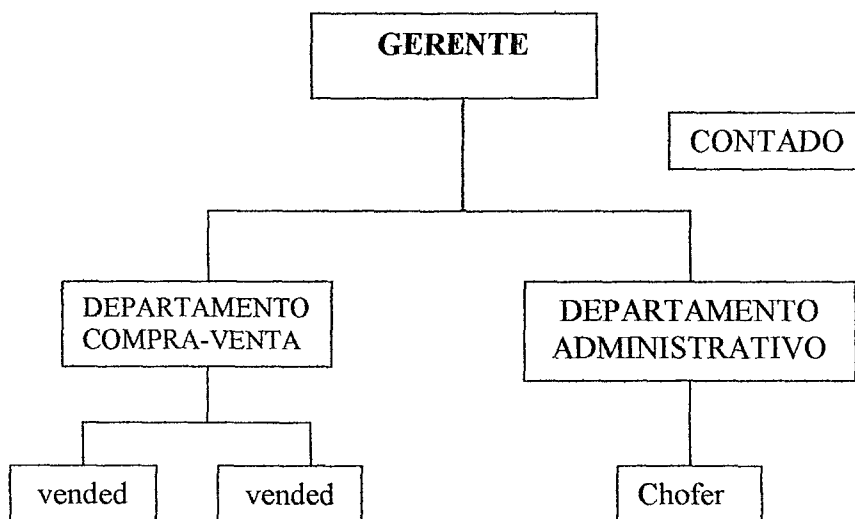 GERENTE
CONTADO
DEPARTAMENTO
COMPRA-VENTA
DEPARTAMENTO
ADMINISTRATIVO
vended
vended
Chofer